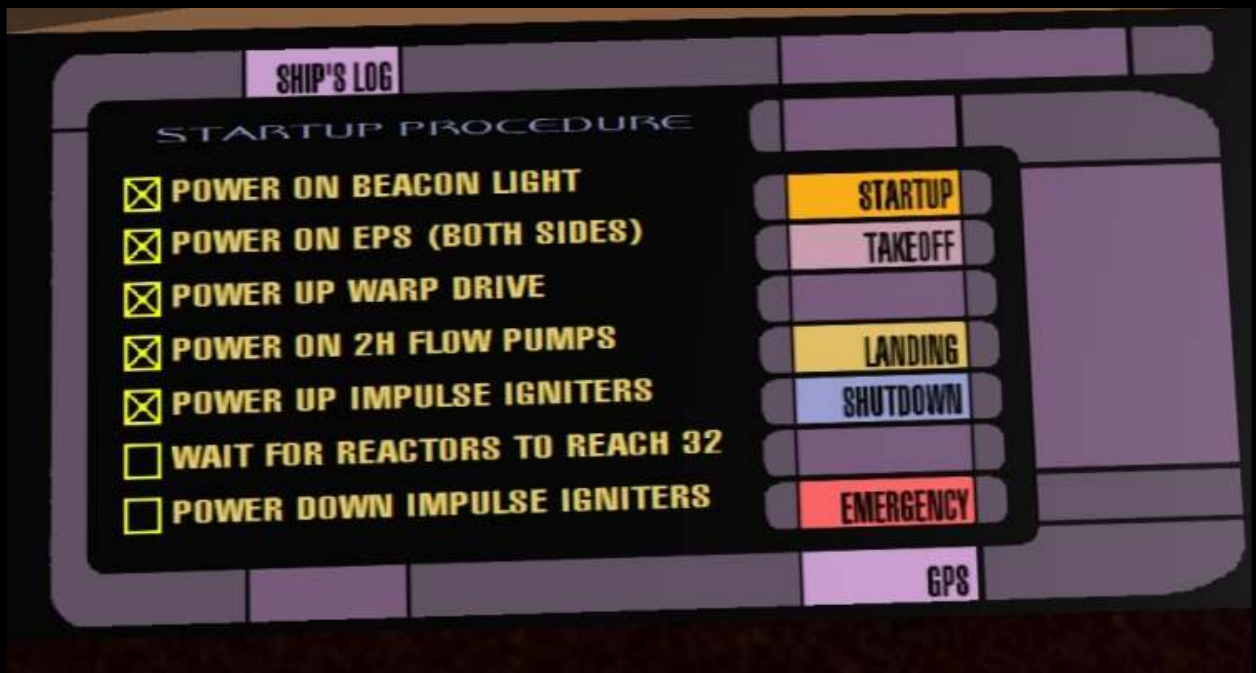 SHIP'S LOG
STARTUP PROCEDURE
POWER ON BEACON LIGHT
POWER ON EPS (BOTH SIDES)
POWER UP WARP DRIVE
POWER ON 2H FLOW PUMPS
POWER UP IMPULSE IGNITERS
WAIT FOR REACTORS TO REACH 32
POWER DOWN IMPULSE IGNITERS
STARTUP
TAKEOFF
LANDING
SHUTDOWN
EMERGENCY
GPS